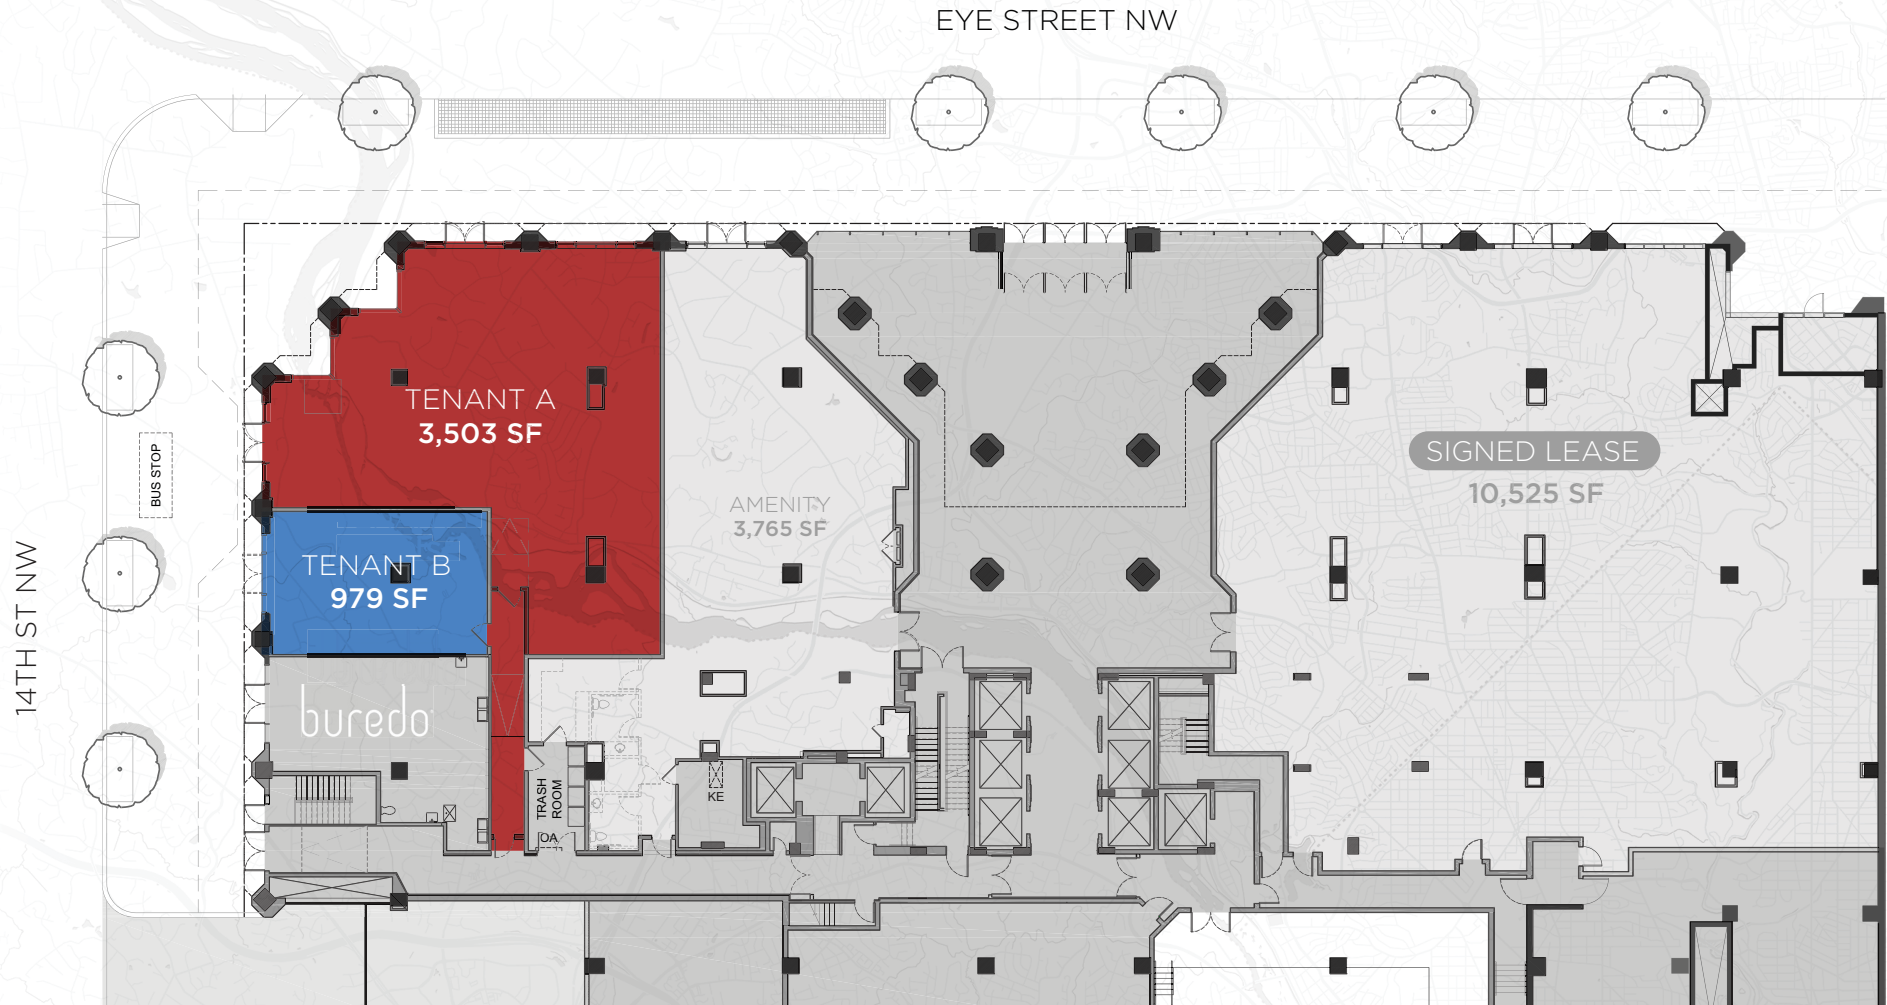 EYE STREET NW
TENANT A
3,503 SF
SIGNED LEASE
10,525 SF
BUS STOP
AMENITY
3,765 SF
14TH ST NW
TENANT B
979 SF
buredo
TRASH
ROOM
KE
OA